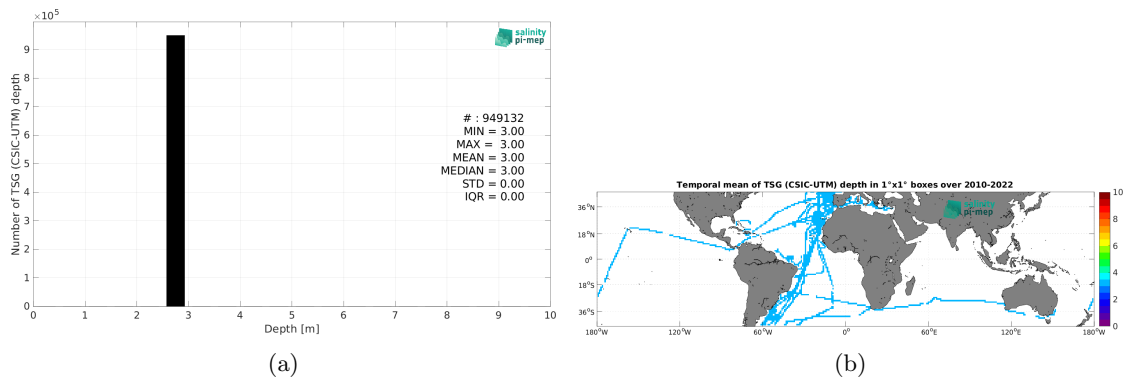 ×10⁵
salinity
pi-mep
9
8
7
6
5
4
3
2
1
0
Number of TSG (CSIC-UTM) depth
# : 949132
MIN = 3.00
MAX = 3.00
MEAN = 3.00
MEDIAN = 3.00
STD = 0.00
IQR = 0.00
0 1 2 3 4 5 6 7 8 9 10
Depth [m]
(a)
Temporal mean of TSG (CSIC-UTM) depth in 1°x1° boxes over 2010-2022
salinity
pi-mep
36°N
18°N
0°
18°S
36°S
180°W 120°W 60°W 0° 60°E 120°E 180°W
10
8
6
4
2
0
(b)